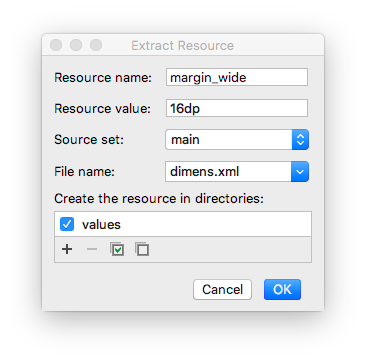 Extract Resource
Resource name: margin_wide
Resource value: 16dp
Source set: main
File name: dimens.xml
Create the resource in directories:
values
Cancel OK